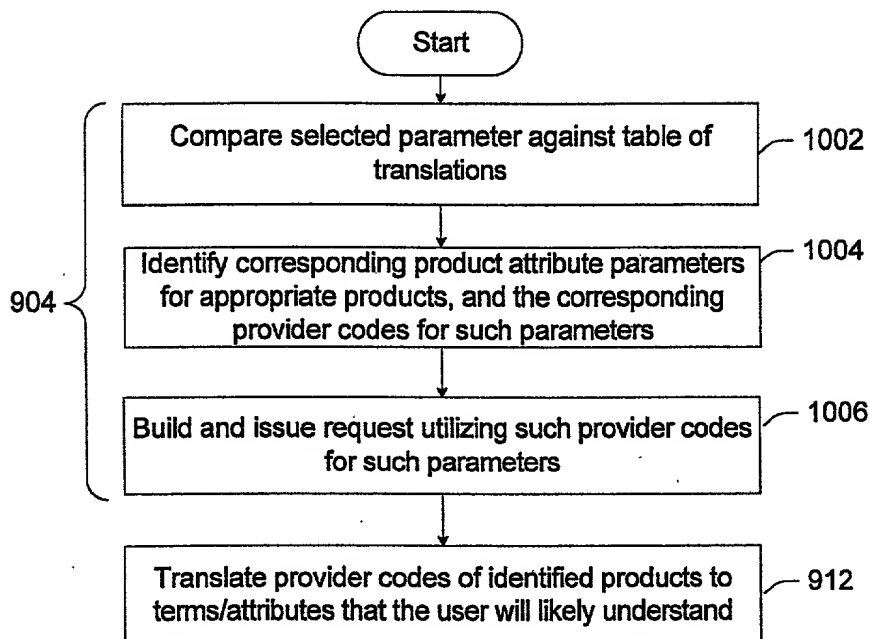 Start
Compare selected parameter against table of
translations
1002
Identify corresponding product attribute parameters
for appropriate products, and the corresponding
provider codes for such parameters
1004
904
Build and issue request utilizing such provider codes
for such parameters
1006
Translate provider codes of identified products to
terms/attributes that the user will likely understand
912